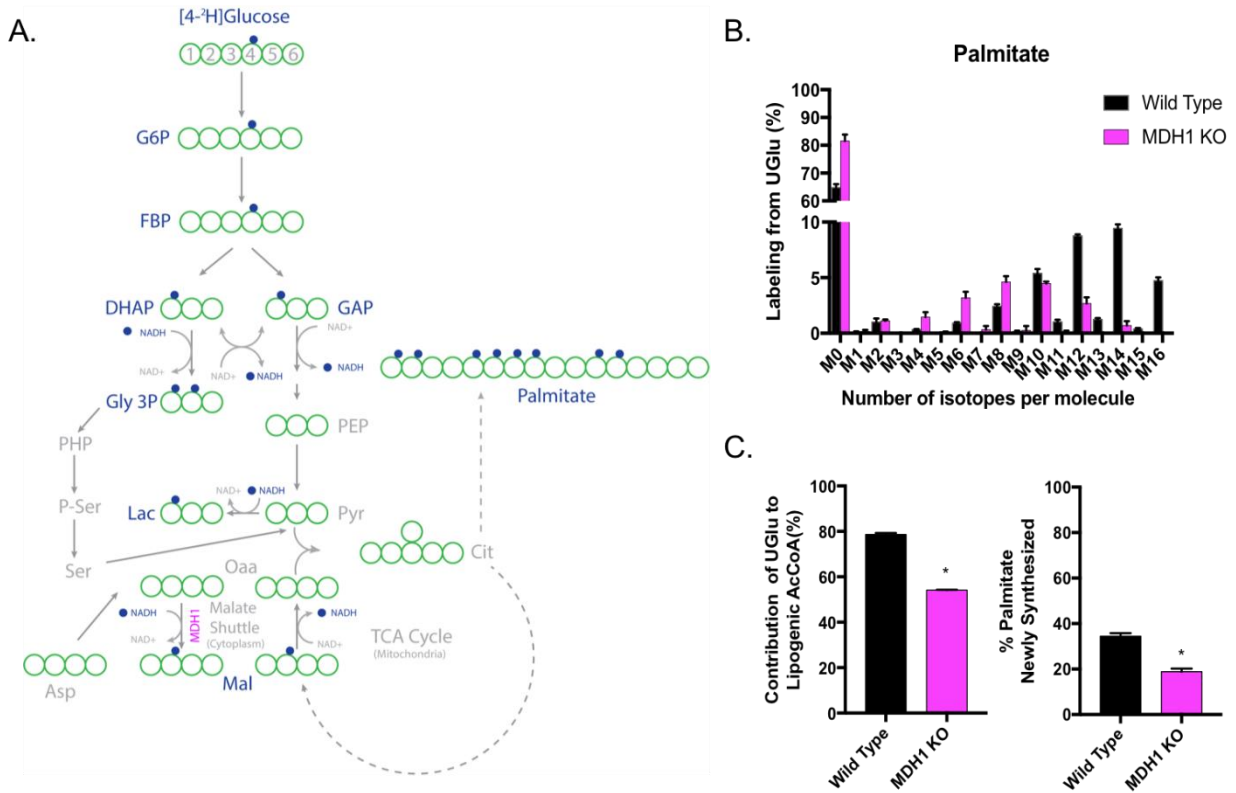 A.
[4-²H]Glucose
1 2 3 4 5 6
G6P
FBP
DHAP
GAP
NADH
NAD+
NAD+
NADH
NAD+
NADH
Gly 3P
PHP
PEP
Palmitate
P-Ser
NAD+
NADH
Lac
Pyr
Ser
Oaa
Cit
NADH
NAD+
MDH1
Malate
Shuttle
(Cytoplasm)
NADH
NAD+
TCA Cycle
(Mitochondria)
Asp
Mal
B.
Palmitate
Wild Type
MDH1 KO
Labeling from UGlu (%)
100
90
80
70
60
10
5
0
M0 M1 M2 M3 M4 M5 M6 M7 M8 M9 M10 M11 M12 M13 M14 M15 M16
Number of isotopes per molecule
C.
Contribution of UGlu to
Lipogenic AcCoA(%)
100
80
60
40
20
0
*
Wild Type
MDH1 KO
% Palmitate
Newly Synthesized
100
80
60
40
20
0
*
Wild Type
MDH1 KO